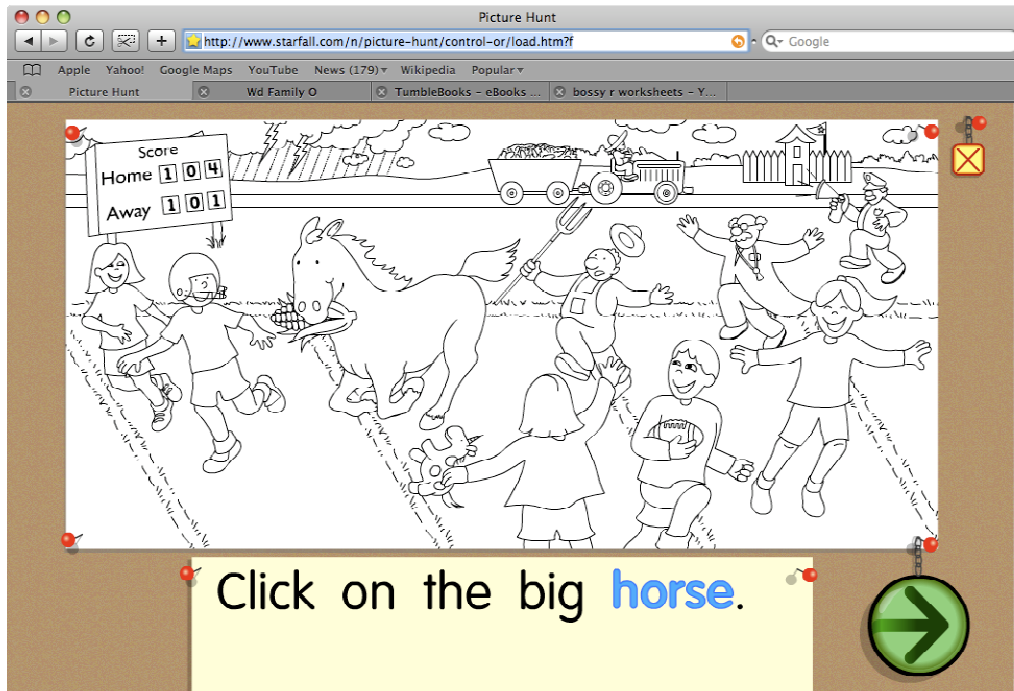 Picture Hunt
http://www.starfall.com/n/picture-hunt/control-or/load.htm?f
Google
Apple Yahoo! Google Maps YouTube News (179) Wikipedia Popular
Picture Hunt Wd Family O TumbleBooks – eBooks ... bossy r worksheets – Y...
Score
Home 1 0 4
Away 1 0 1
Click on the big horse.